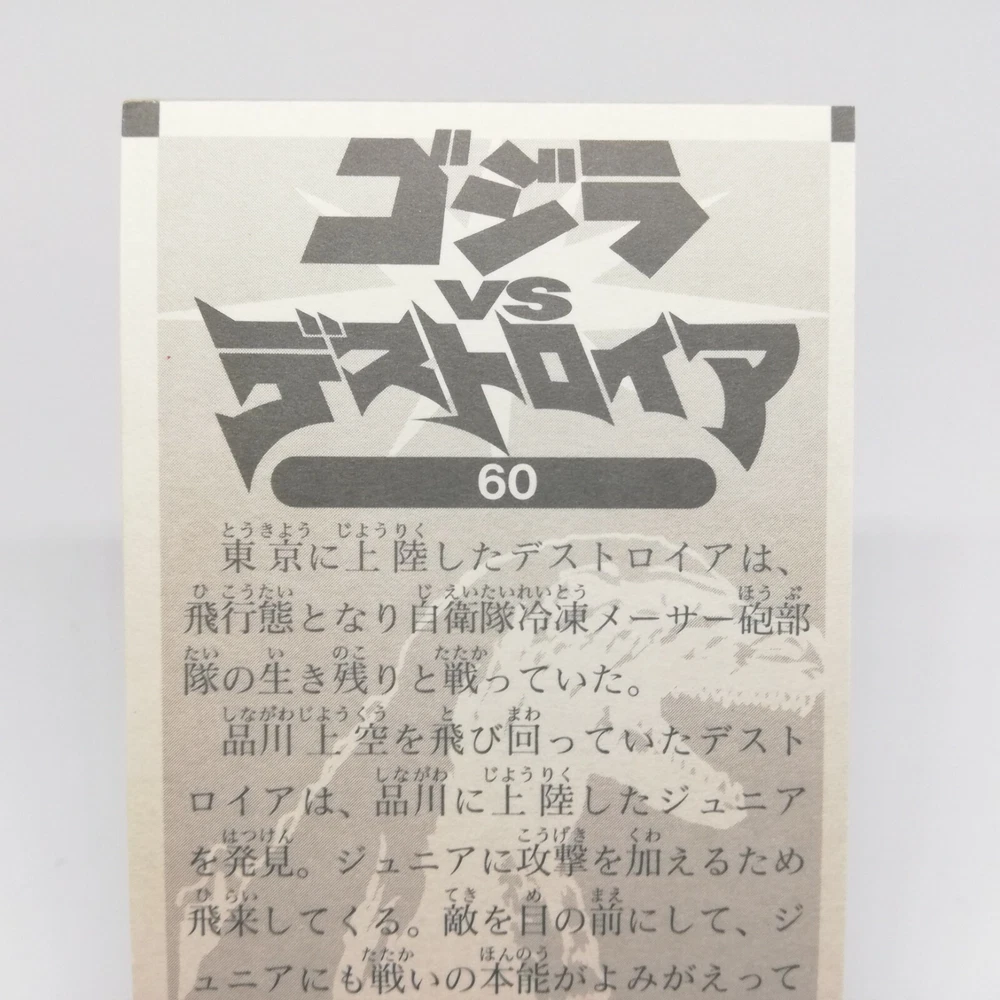 ゴジラ
VS
デストロイア
60
東京に上陸したデストロイアは、
飛行態となり自衛隊冷凍メーサー砲部
隊の生き残りと戦っていた。
品川上空を飛び回っていたデスト
ロイアは、品川に上陸したジュニア
を発見。ジュニアに攻撃を加えるため
飛来してくる。敵を目の前にして、ジ
ュニアにも戦いの本能がよみがえって